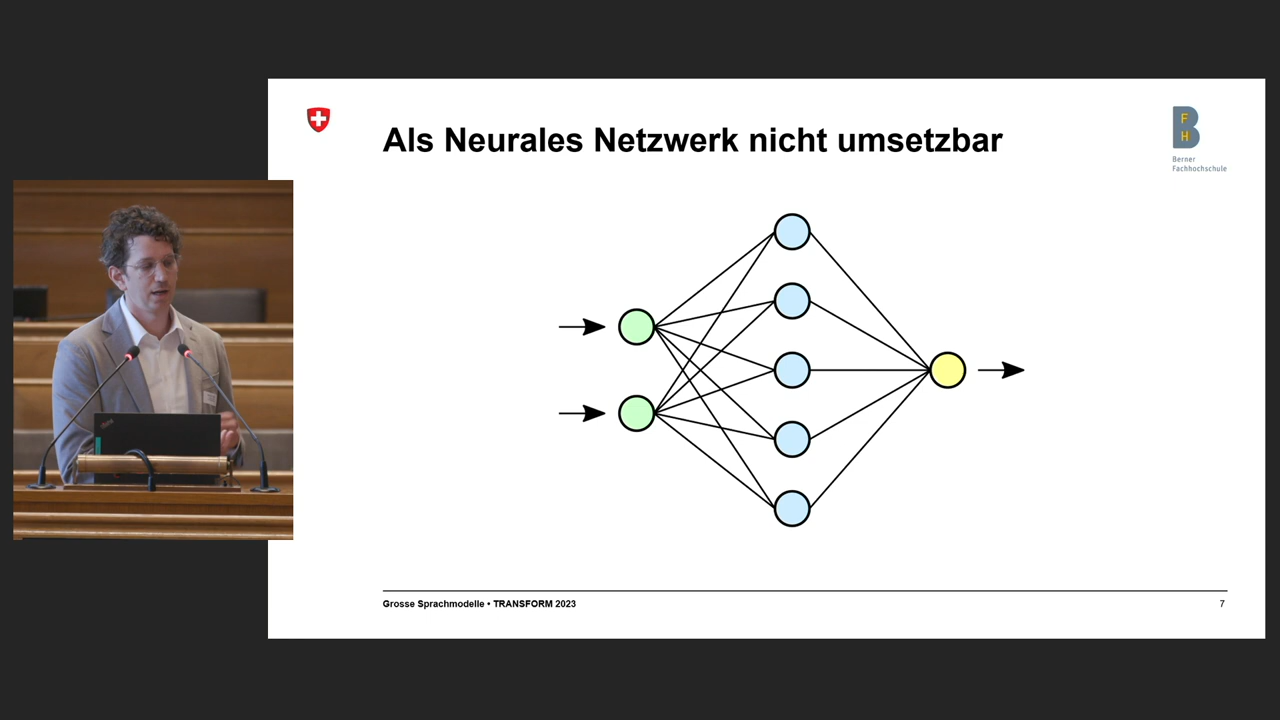 Als Neurales Netzwerk nicht umsetzbar
F
H
Berner
Fachhochschule
Grosse Sprachmodelle • TRANSFORM 2023
7